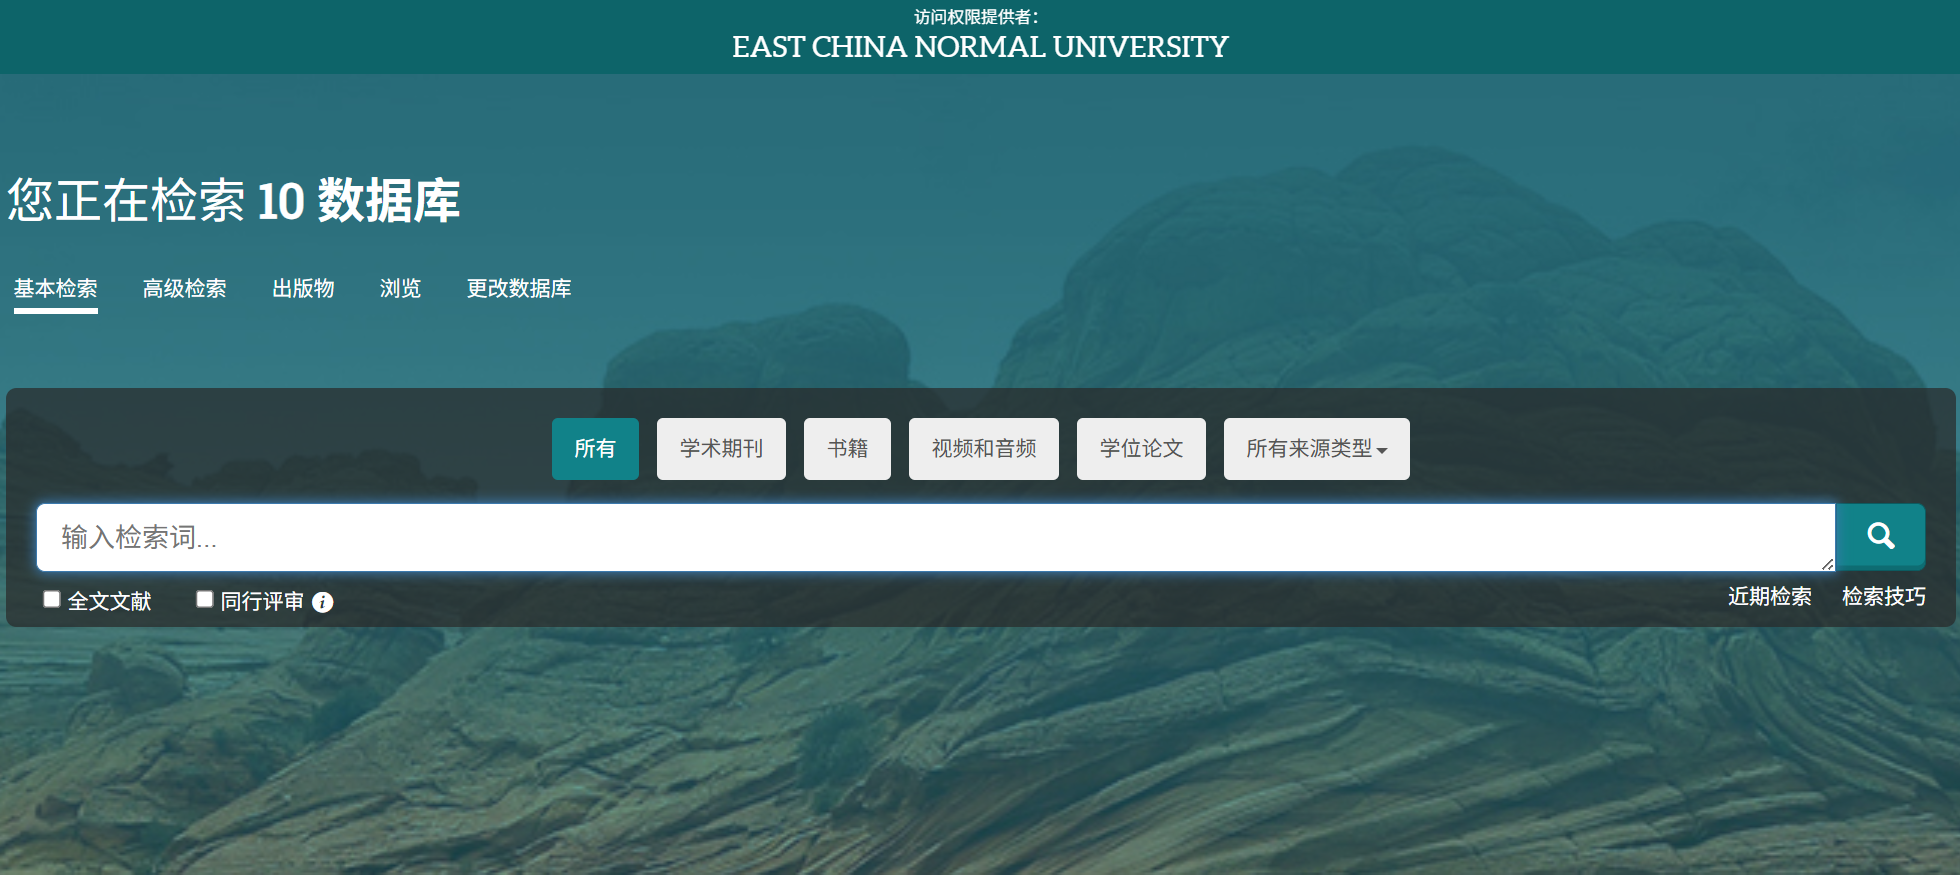 访问权限提供者：
EAST CHINA NORMAL UNIVERSITY
您正在检索 10 数据库
基本检索 高级检索 出版物 浏览 更改数据库
所有 学术期刊 书籍 视频和音频 学位论文 所有来源类型
输入检索词...
全文文献 同行评审 i 近期检索 检索技巧